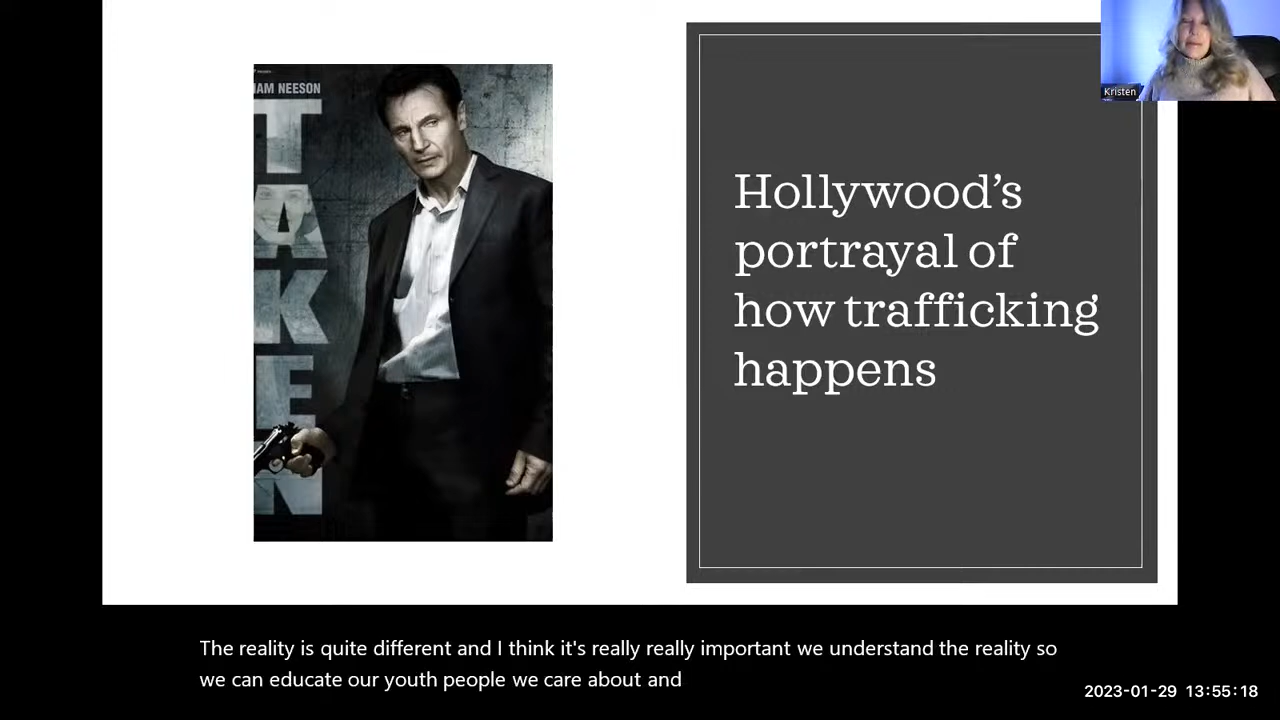 IAM NEESON
TAKEN
Hollywood’s
portrayal of
how trafficking
happens
Kristen
The reality is quite different and I think it's really really important we understand the reality so
we can educate our youth people we care about and
2023-01-29 13:55:18